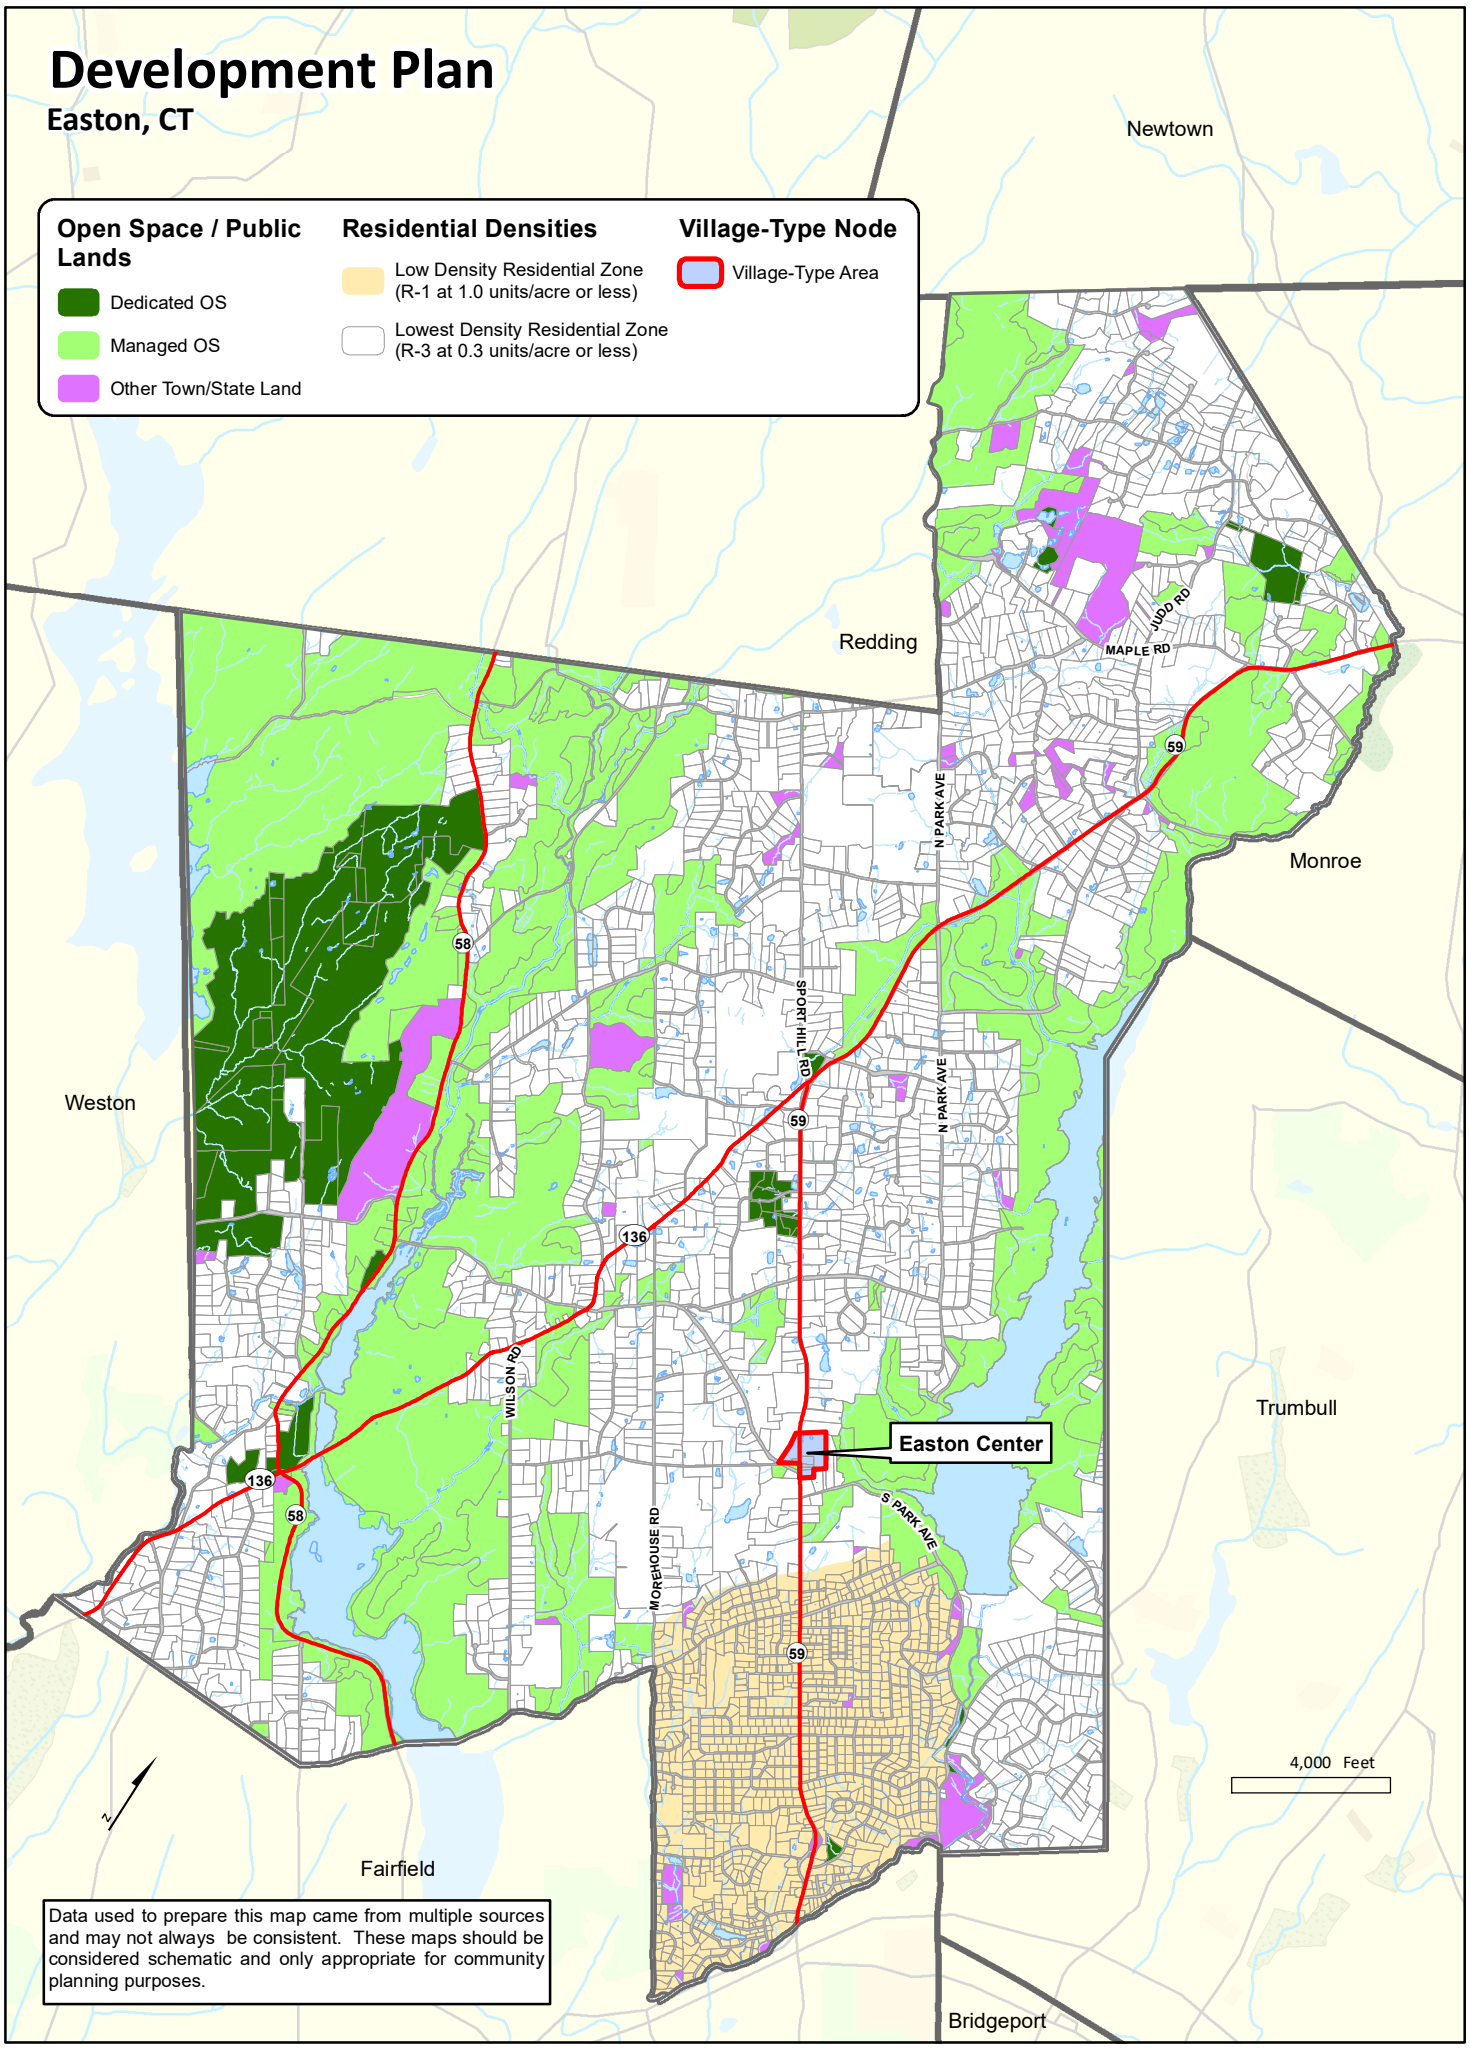 Development Plan
Easton, CT
Open Space / Public
Lands
Dedicated OS
Managed OS
Other Town/State Land
Residential Densities
Low Density Residential Zone
(R-1 at 1.0 units/acre or less)
Lowest Density Residential Zone
(R-3 at 0.3 units/acre or less)
Village-Type Node
Village-Type Area
Newtown
Redding
JUDD RD
MAPLE RD
59
N PARK AVE
Monroe
58
SPORT HILL RD
Weston
N PARK AVE
59
136
WILSON RD
Trumbull
Easton Center
136
58
S PARK AVE
MOREHOUSE RD
59
4,000 Feet
N
Fairfield
Data used to prepare this map came from multiple sources
and may not always be consistent. These maps should be
considered schematic and only appropriate for community
planning purposes.
Bridgeport